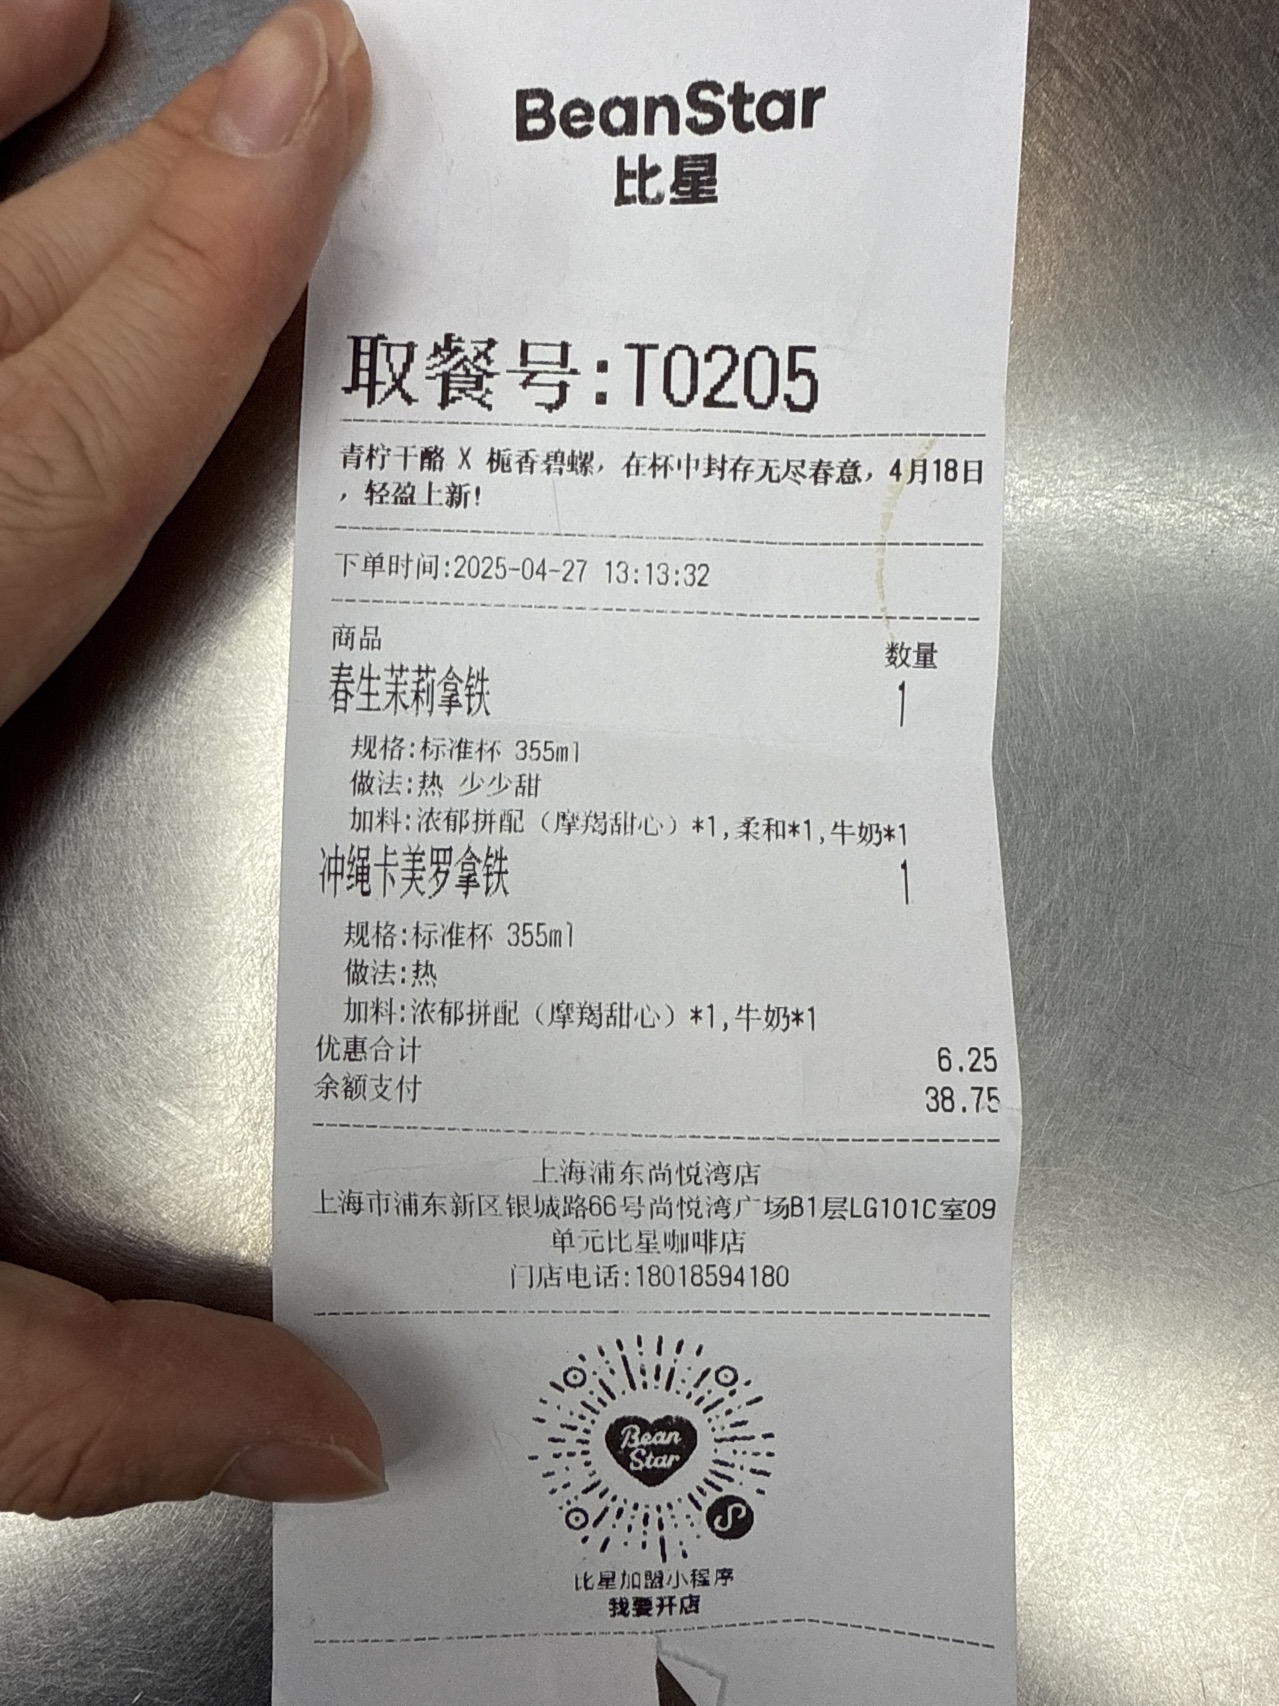 BeanStar
比星
取餐号:T0205
青柠干酪 X 栀香碧螺，在杯中封存无尽春意，4月18日
，轻盈上新!
下单时间:2025-04-27 13:13:32
商品 数量
春生茉莉拿铁 1
规格:标准杯 355ml
做法:热 少少甜
加料:浓郁拼配（摩羯甜心）*1,柔和*1,牛奶*1
冲绳卡美罗拿铁 1
规格:标准杯 355ml
做法:热
加料:浓郁拼配（摩羯甜心）*1,牛奶*1
优惠合计 6.25
余额支付 38.75
上海浦东尚悦湾店
上海市浦东新区银城路66号尚悦湾广场B1层LG101C室09
单元比星咖啡店
门店电话:18018594180
Bean
Star
比星加盟小程序
我要开店